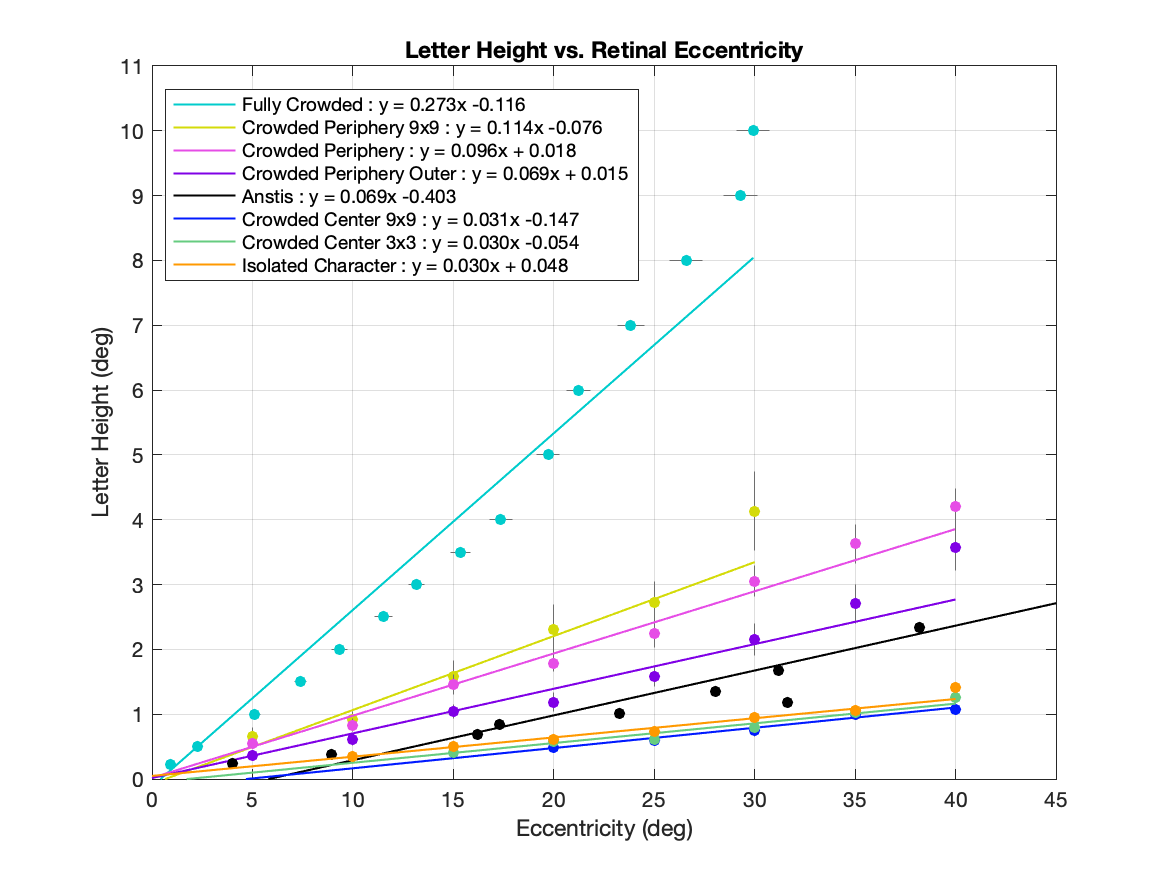 Letter Height vs. Retinal Eccentricity
11
10
9
8
7
6
5
4
3
2
1
0
Letter Height (deg)
Fully Crowded : y = 0.273x -0.116
Crowded Periphery 9x9 : y = 0.114x -0.076
Crowded Periphery : y = 0.096x + 0.018
Crowded Periphery Outer : y = 0.069x + 0.015
Anstis : y = 0.069x -0.403
Crowded Center 9x9 : y = 0.031x -0.147
Crowded Center 3x3 : y = 0.030x -0.054
Isolated Character : y = 0.030x + 0.048
0 5 10 15 20 25 30 35 40 45
Eccentricity (deg)